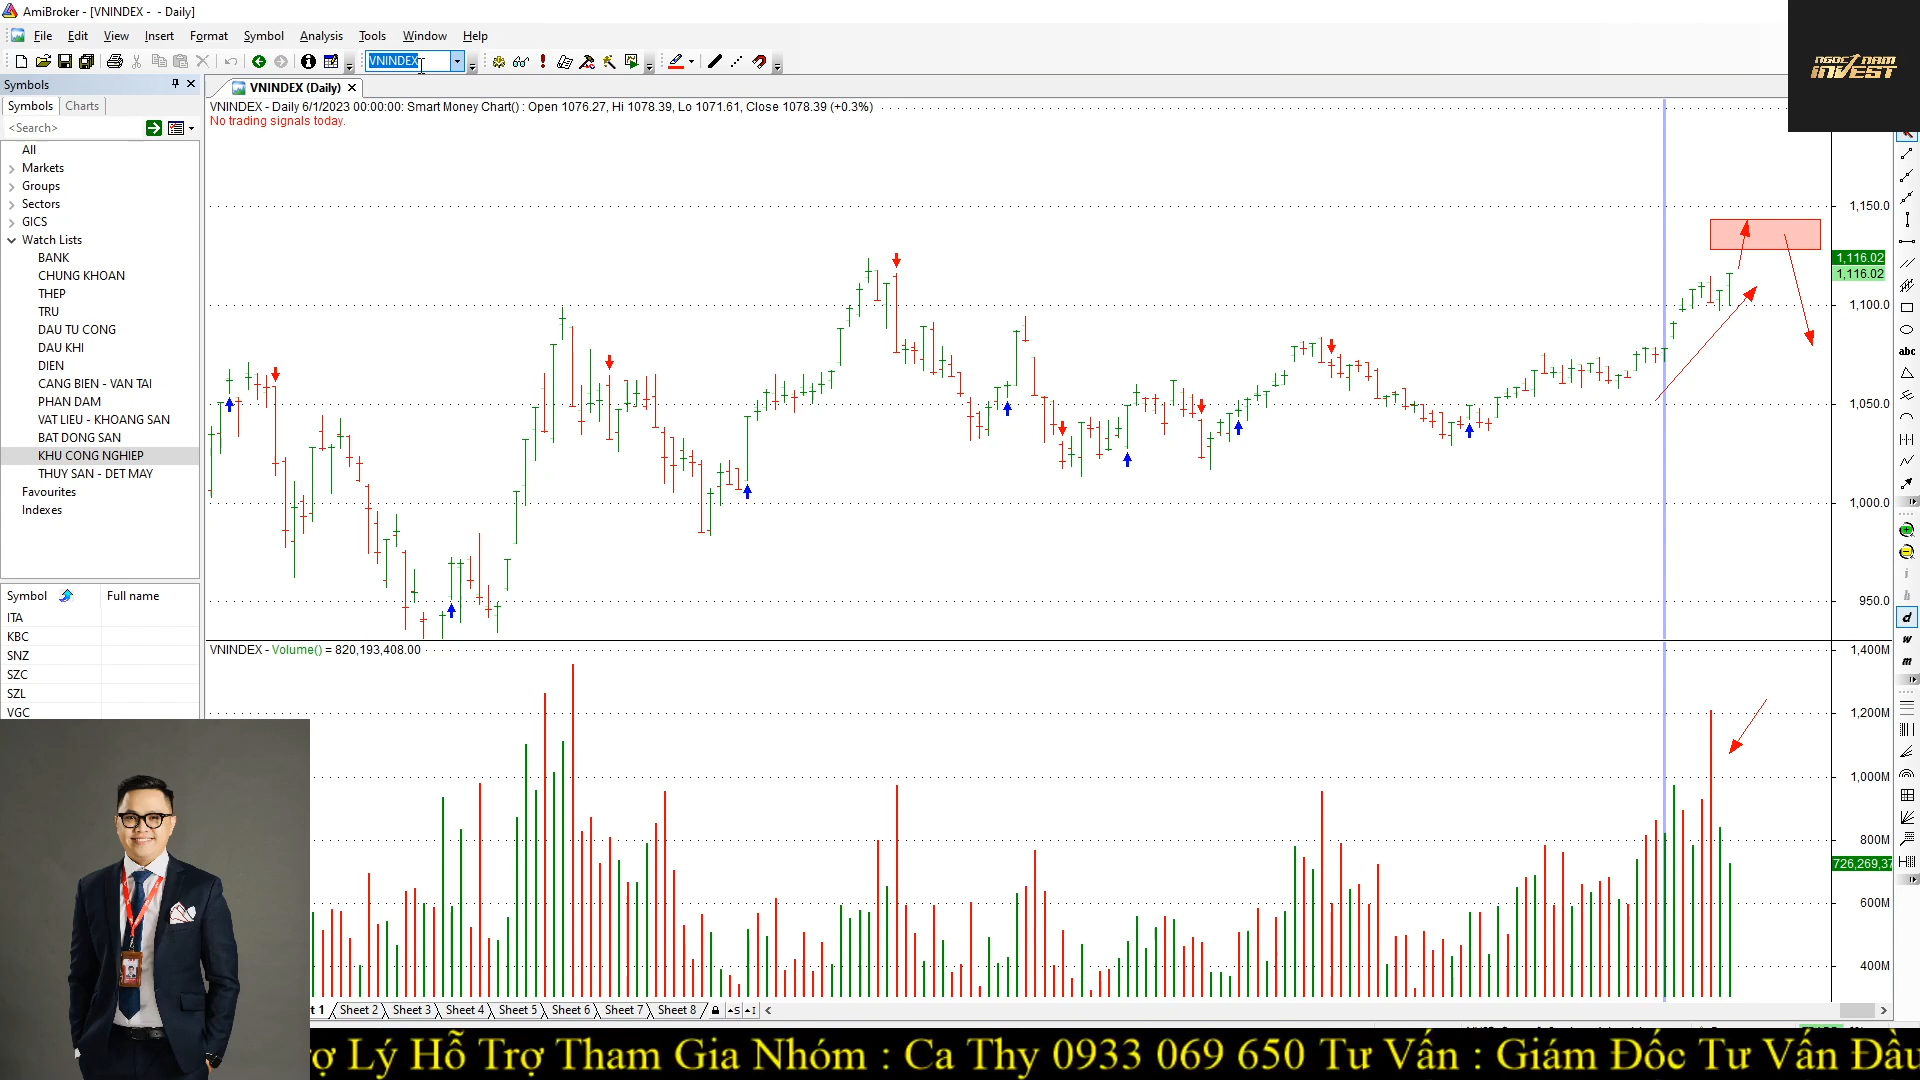 AmiBroker - [VNINDEX - - Daily]
File Edit View Insert Format Symbol Analysis Tools Window Help
VNINDEX
Symbols
Symbols Charts
<Search>
All
Markets
Groups
Sectors
GICS
Watch Lists
BANK
CHUNG KHOAN
THEP
TRU
DAU TU CONG
DAU KHI
DIEN
CANG BIEN - VAN TAI
PHAN DAM
VAT LIEU - KHOANG SAN
BAT DONG SAN
KHU CONG NGHIEP
THUY SAN - DET MAY
Favourites
Indexes
Symbol Full name
ITA
KBC
SNZ
SZC
SZL
VGC
VNINDEX (Daily)
VNINDEX - Daily 6/1/2023 00:00:00: Smart Money Chart() : Open 1076.27, Hi 1078.39, Lo 1071.61, Close 1078.39 (+0.3%)
No trading signals today.
1,150.0
1,116.02
1,116.02
1,100.0
1,050.0
1,000.0
950.0
VNINDEX - Volume() = 820,193,408.00
1,400M
1,200M
1,000M
800M
726,269,37
600M
400M
NGOC NAM
INVEST
abc
d
w
m
t 1 Sheet 2 Sheet 3 Sheet 4 Sheet 5 Sheet 6 Sheet 7 Sheet 8
ợ Lý Hỗ Trợ Tham Gia Nhóm : Ca Thy 0933 069 650 Tư Vấn : Giám Đốc Tư Vấn Đầu